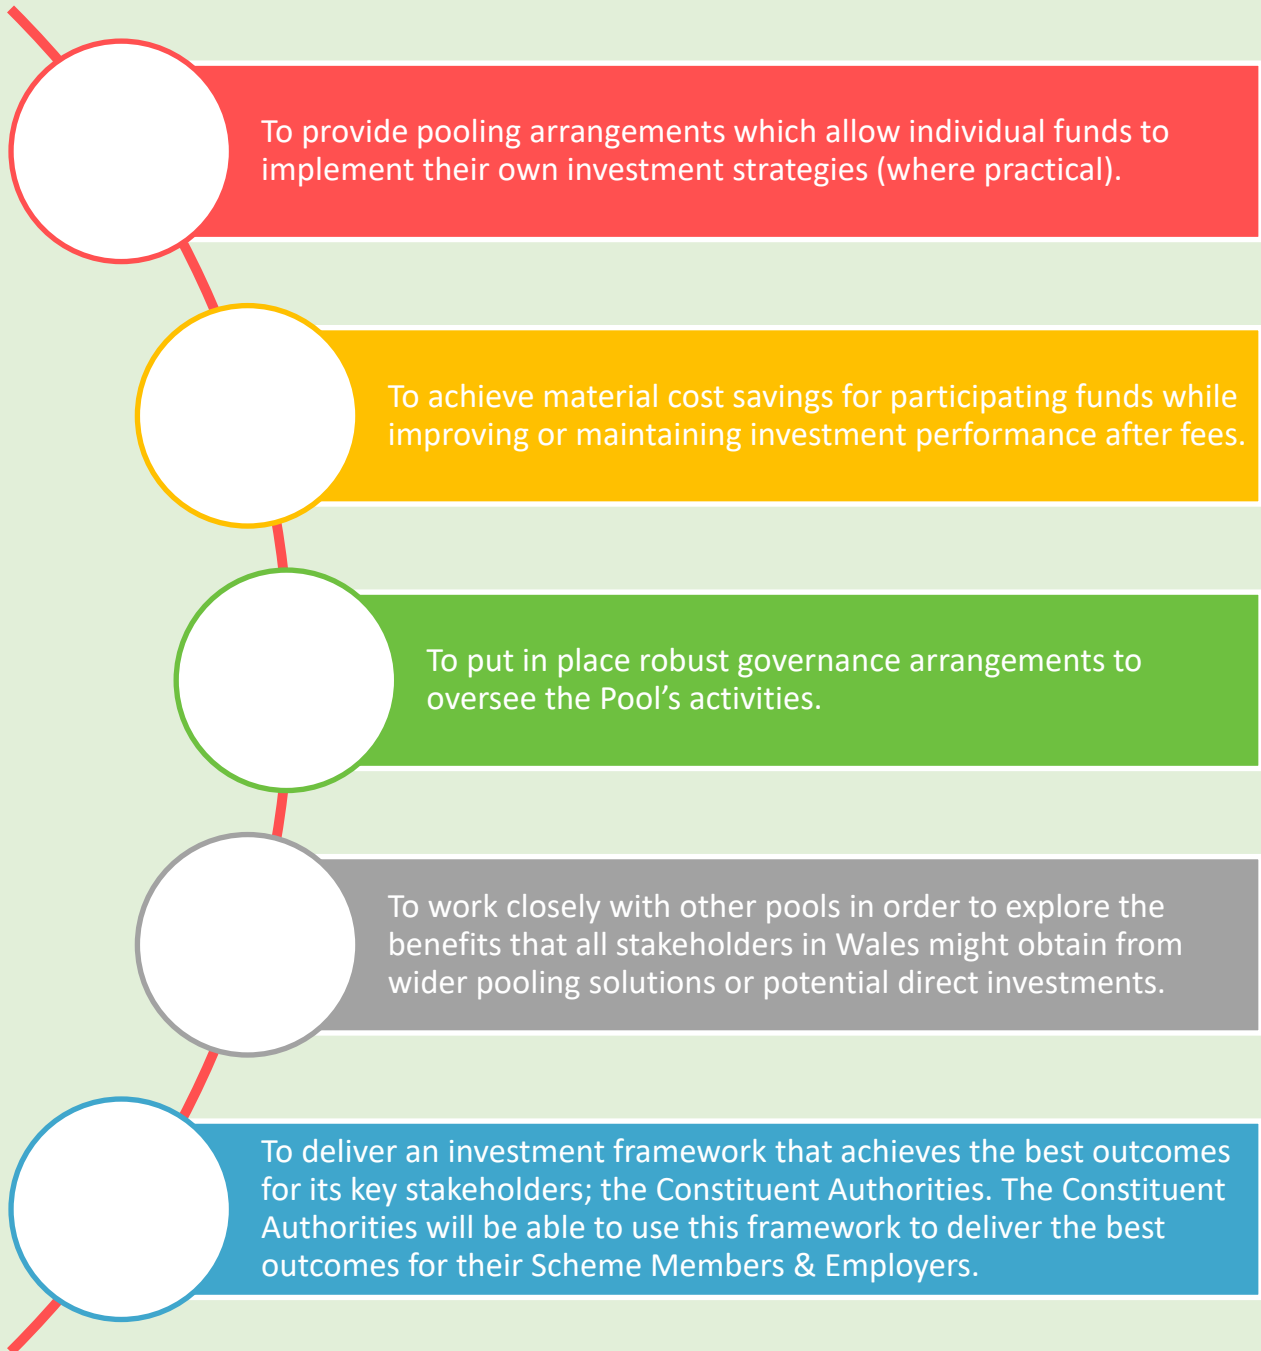 To provide pooling arrangements which allow individual funds to
implement their own investment strategies (where practical).
To achieve material cost savings for participating funds while
improving or maintaining investment performance after fees.
To put in place robust governance arrangements to
oversee the Pool’s activities.
To work closely with other pools in order to explore the
benefits that all stakeholders in Wales might obtain from
wider pooling solutions or potential direct investments.
To deliver an investment framework that achieves the best outcomes
for its key stakeholders; the Constituent Authorities. The Constituent
Authorities will be able to use this framework to deliver the best
outcomes for their Scheme Members & Employers.